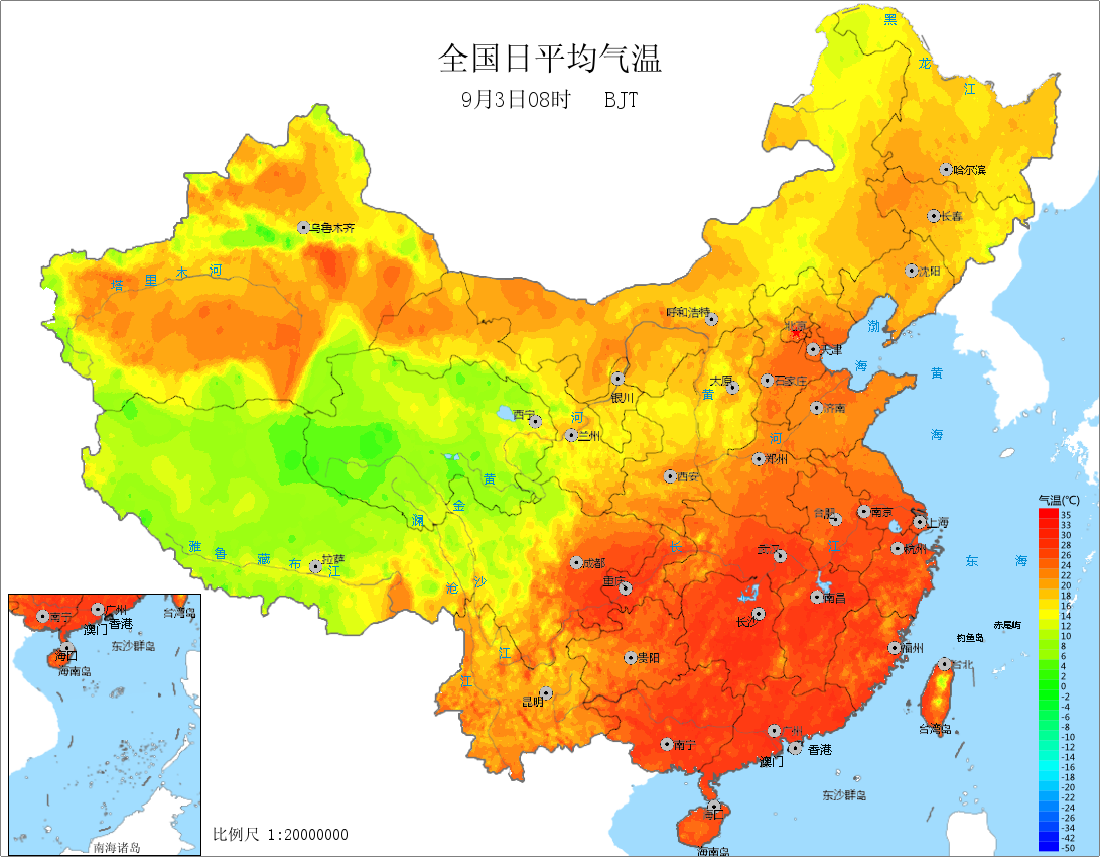 全国日平均气温
9月3日08时 BJT
黑
龙
江
哈尔滨
长春
沈阳
乌鲁木齐
塔 里 木 河
呼和浩特
北京
天津
渤
海
银川
太原
石家庄
济南
黄
河
黄
海
西宁
兰州
河
西安
郑州
黄
金
澜
沧
沙
江
江
雅 鲁 藏 布 江
拉萨
成都
重庆
长
江
合肥
南京
上海
杭州
东 海
南昌
长沙
贵阳
昆明
福州
台北
台湾岛
钓鱼岛
赤尾屿
南宁
广州
澳门
香港
东沙群岛
海口
海南岛
气温(℃)
35
33
30
28
26
24
22
20
18
16
14
12
10
8
6
4
2
0
-2
-4
-6
-8
-10
-12
-14
-16
-18
-20
-22
-24
-26
-28
-34
-42
-50
南宁
广州
澳门
香港
台湾岛
东沙群岛
海口
海南岛
南海诸岛
比例尺 1:20000000